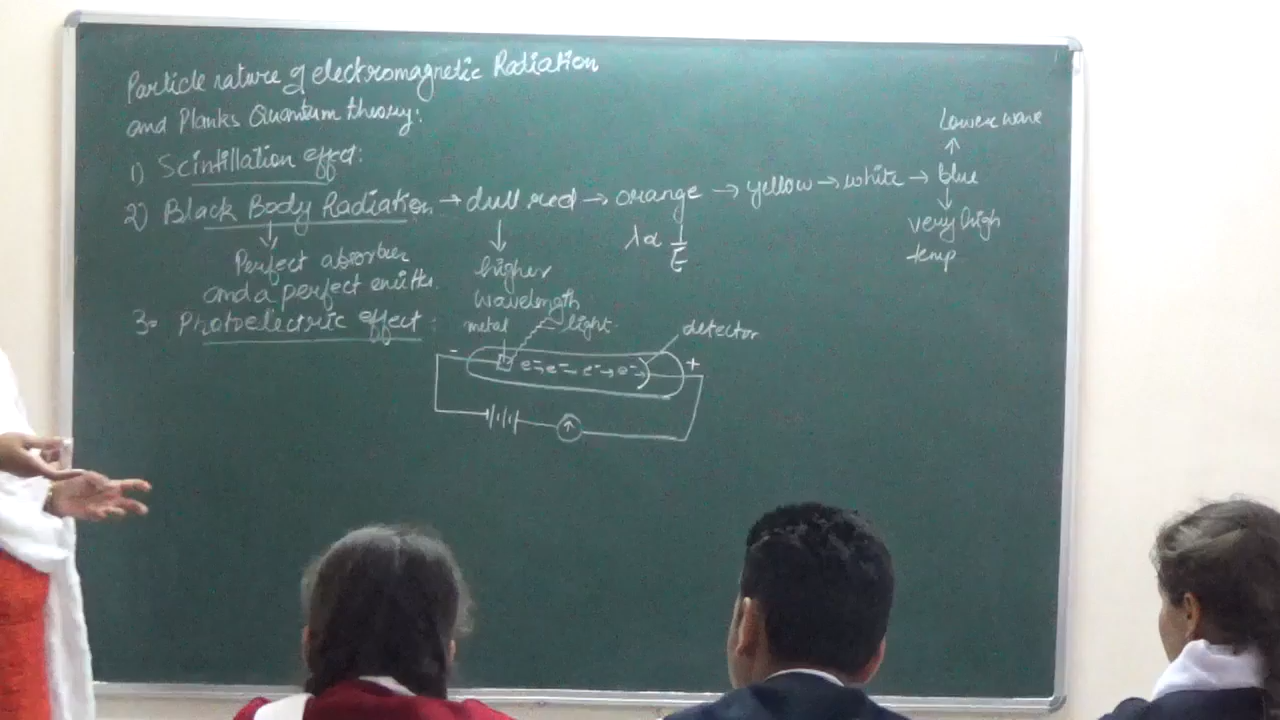 Particle nature of electromagnetic Radiation
and Planks Quantum theory:
1) Scintillation effect:
2) Black Body Radiation → dull red → orange → yellow → white → blue
Lower wave
very high
temp
λ∝ 1/E
Perfect absorber
and a perfect emitter.
higher
wavelength
3= Photoelectric effect:
metal light detector
- e⁻→e⁻→ e⁻→e⁻→ +